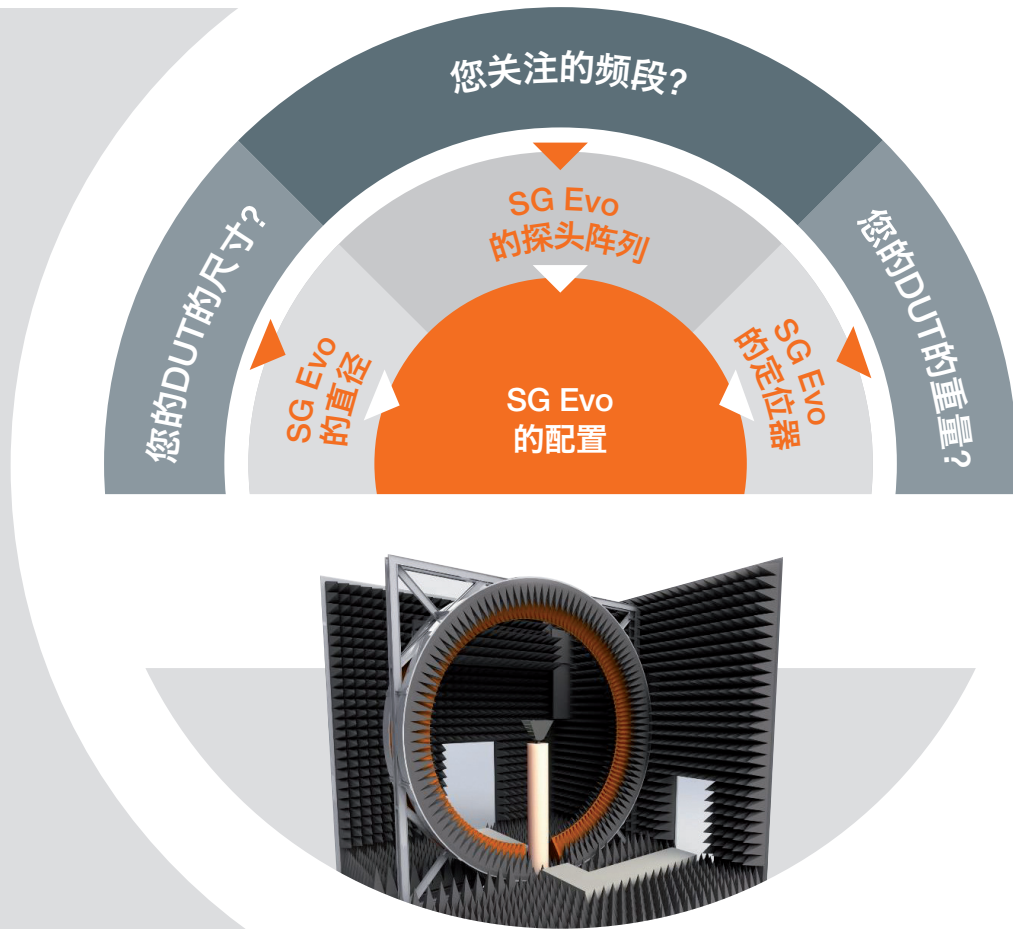 您关注的频段?
您的DUT的尺寸?
您的DUT的重量?
SG Evo
的探头阵列
SG Evo
的直径
SG Evo
的定位器
SG Evo
的配置